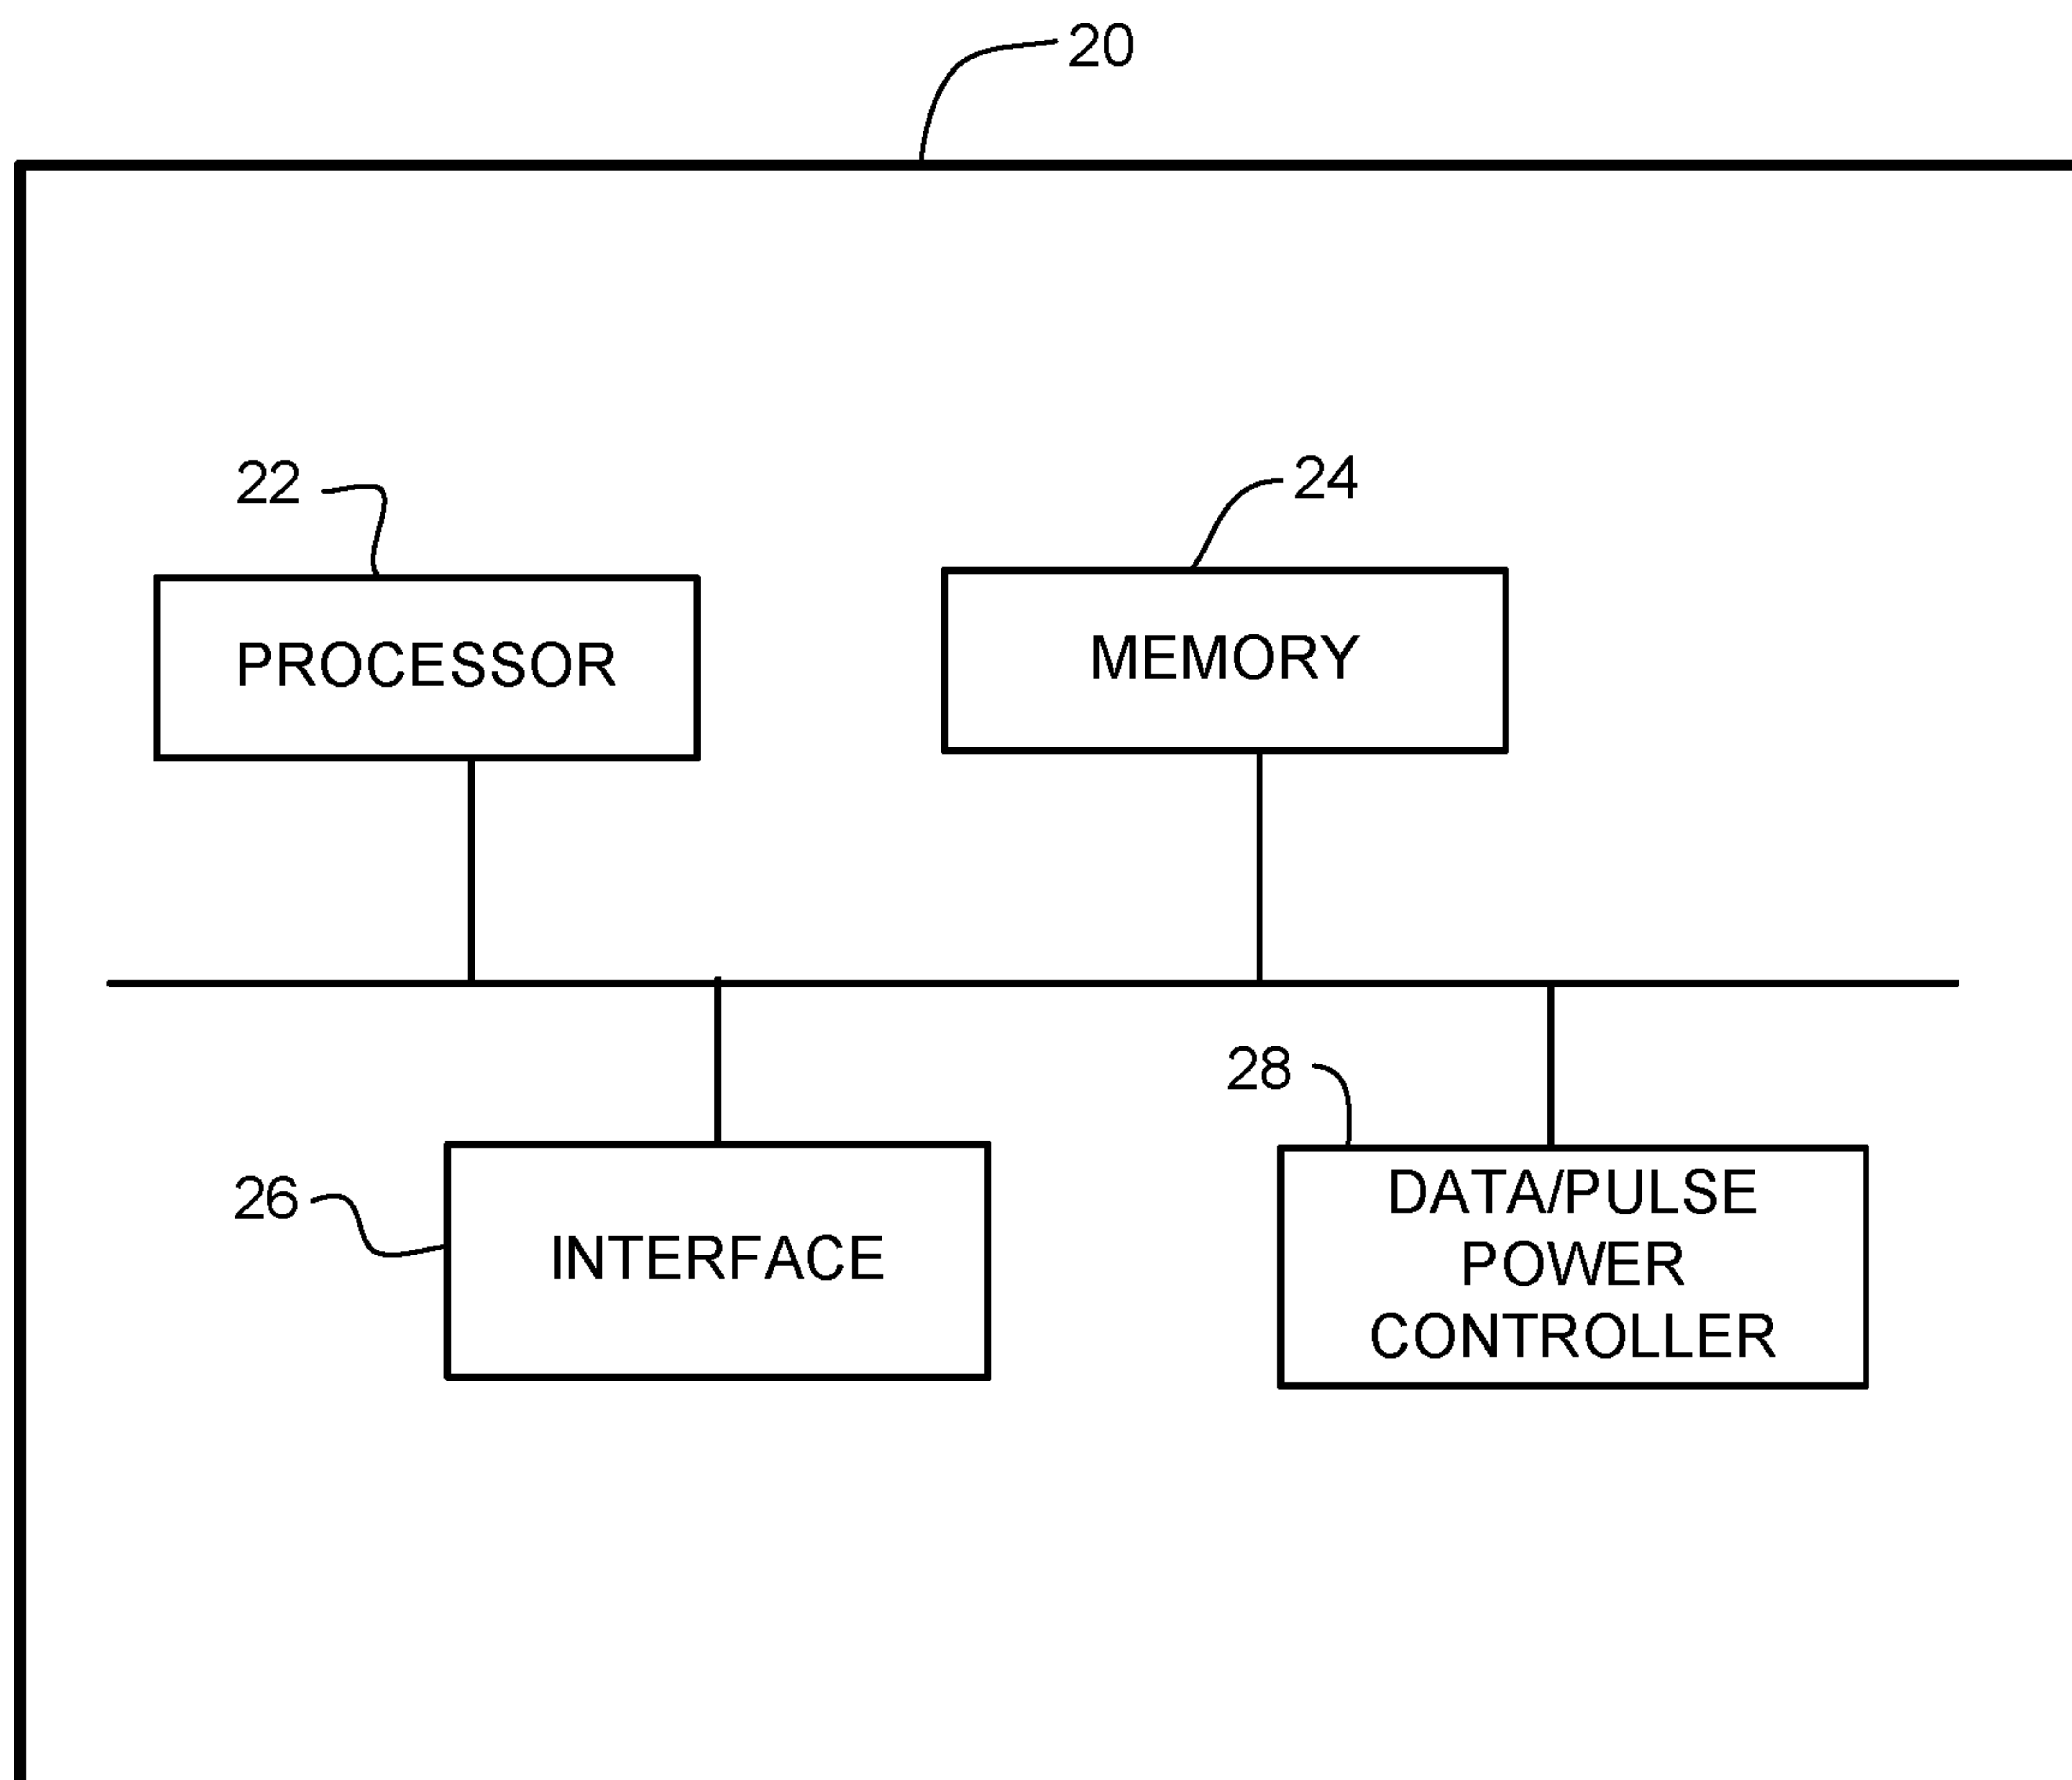 20
22
24
PROCESSOR
MEMORY
28
26
INTERFACE
DATA/PULSE
POWER
CONTROLLER